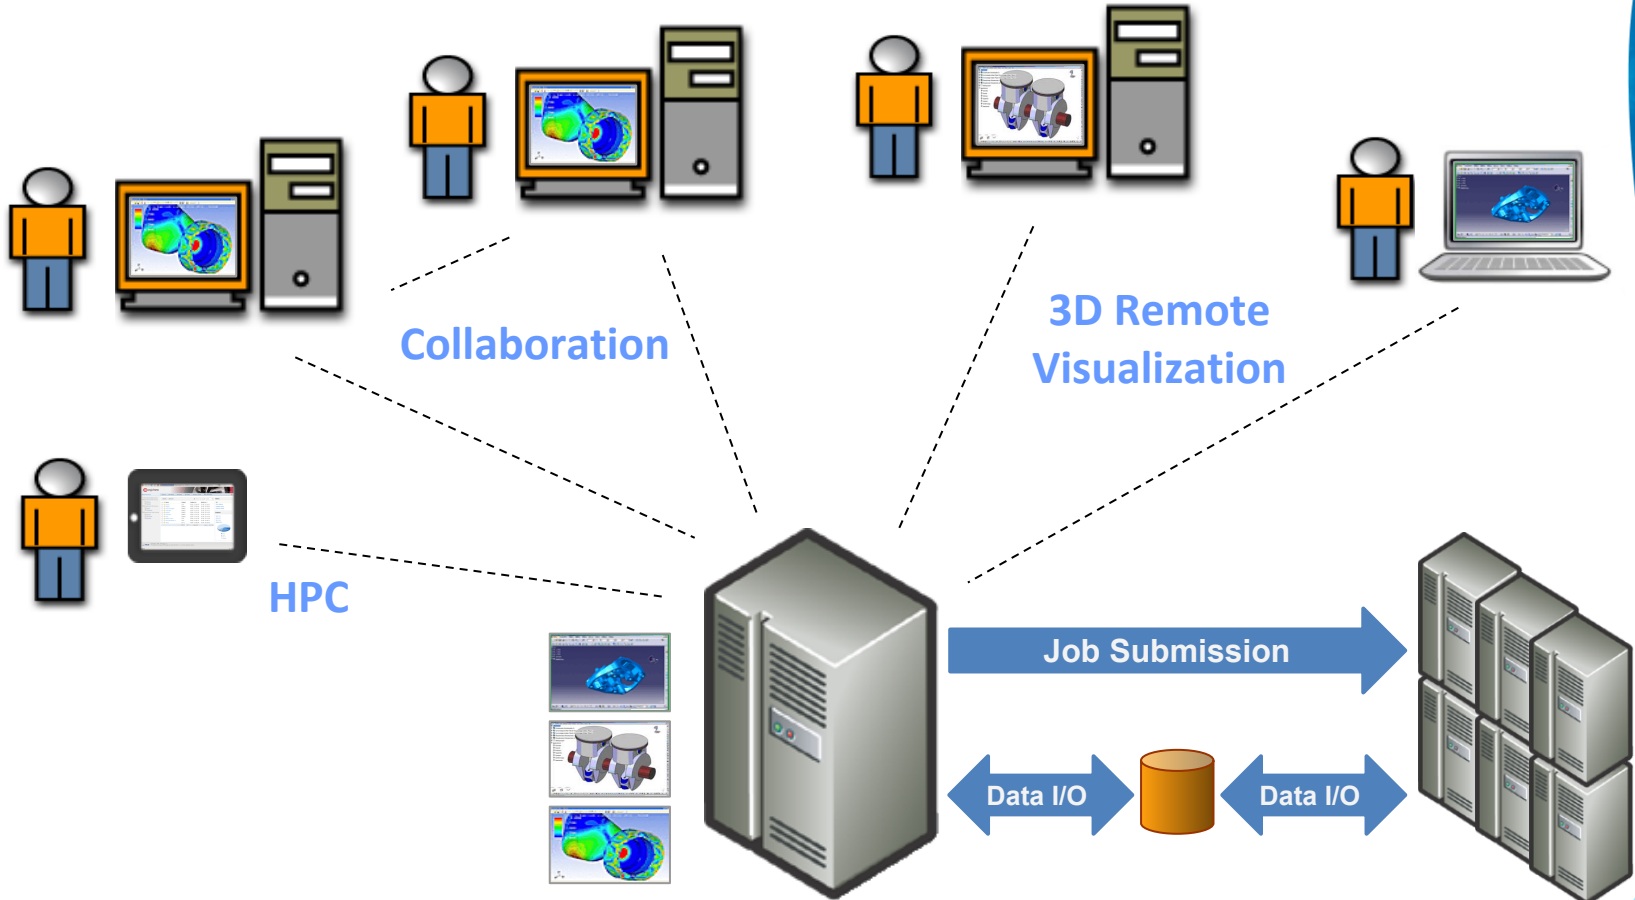 Collaboration
3D Remote
Visualization
HPC
Job Submission
Data I/O
Data I/O